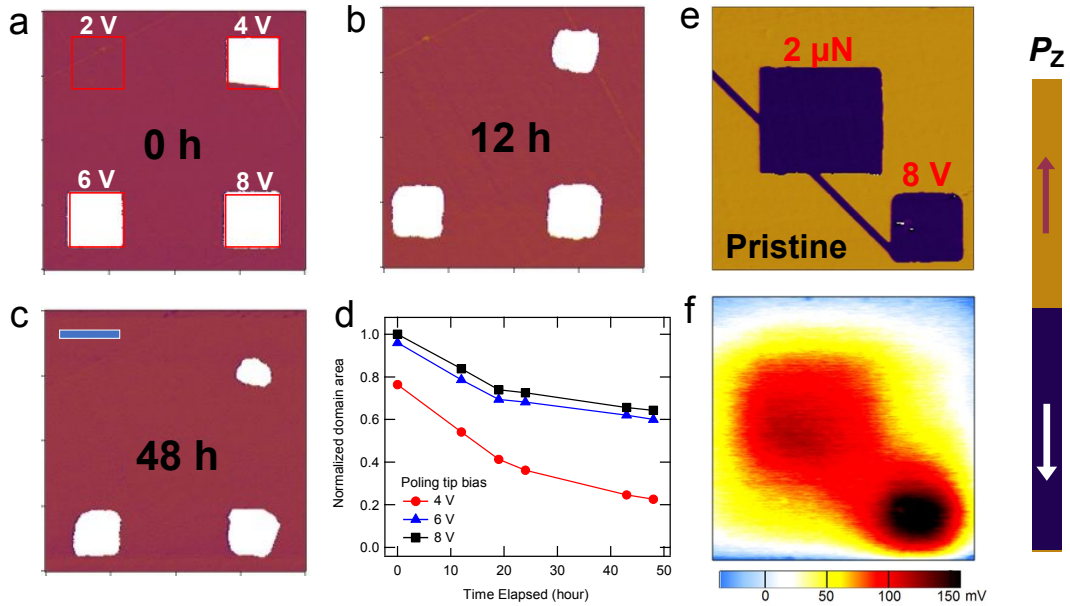 a
2 V
4 V
0 h
6 V
8 V
b
12 h
c
48 h
d
Normalized domain area
1.0
0.8
0.6
0.4
0.2
0.0
Poling tip bias
4 V
6 V
8 V
0
10
20
30
40
50
Time Elapsed (hour)
e
2 μN
8 V
Pristine
f
0
50
100
150 mV
PZ